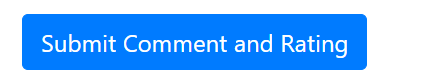 Submit Comment and Rating